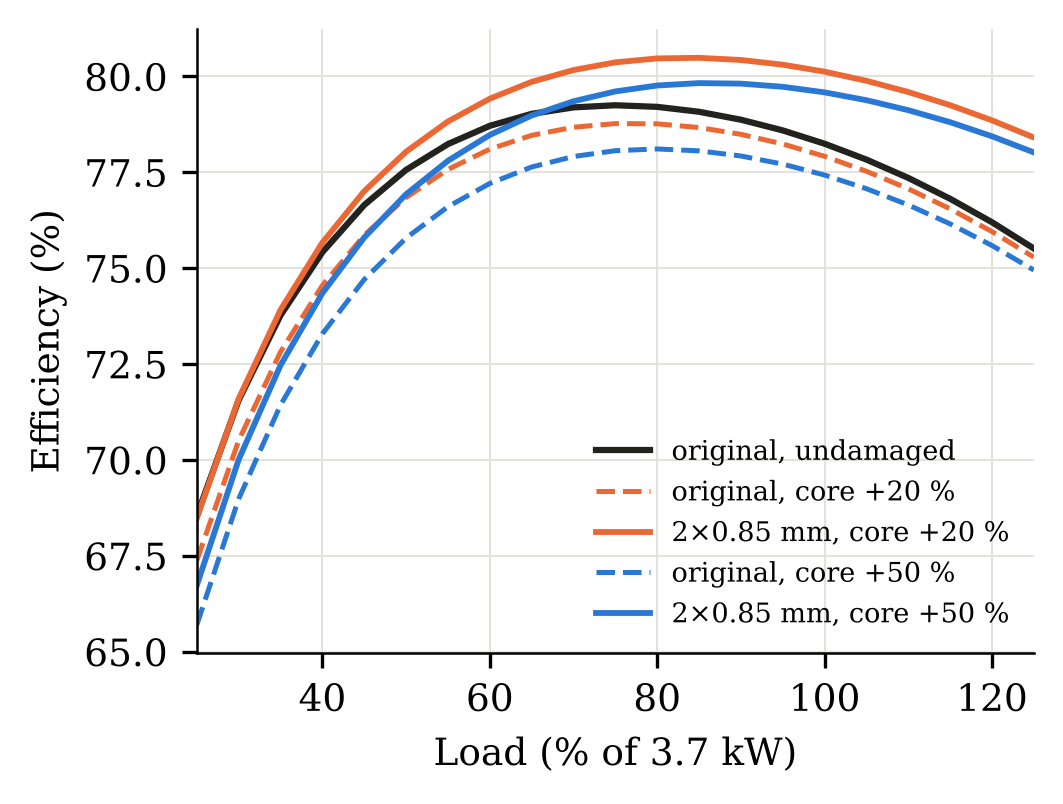 80.0
77.5
75.0
72.5
70.0
67.5
65.0
Efficiency (%)
original, undamaged
original, core +20 %
2×0.85 mm, core +20 %
original, core +50 %
2×0.85 mm, core +50 %
40 60 80 100 120
Load (% of 3.7 kW)